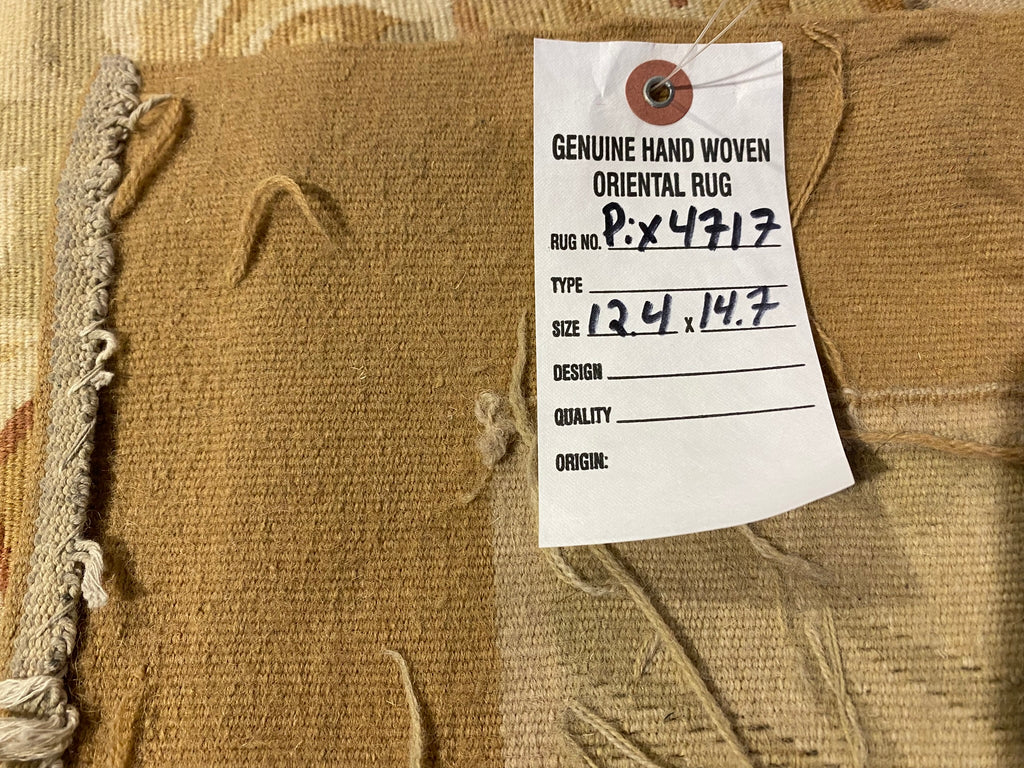 GENUINE HAND WOVEN
ORIENTAL RUG
RUG NO. P:x4717
TYPE
SIZE 12.4 x 14.7
DESIGN
QUALITY
ORIGIN: